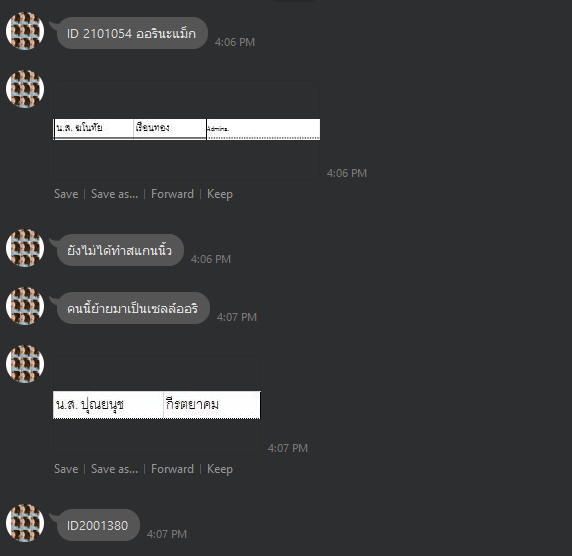 ID 2101054 ออรินะแม็ก
4:06 PM
น.ส. ฆโนทัย เรือนทอง Admins.
4:06 PM
Save | Save as... | Forward | Keep
ยังไม่ได้ทำสแกนนิ้ว
4:06 PM
คนนี้ย้ายมาเป็นเซลล์ออริ
4:07 PM
น.ส. ปุณยนุช กีรตยาคม
4:07 PM
Save | Save as... | Forward | Keep
ID2001380
4:07 PM